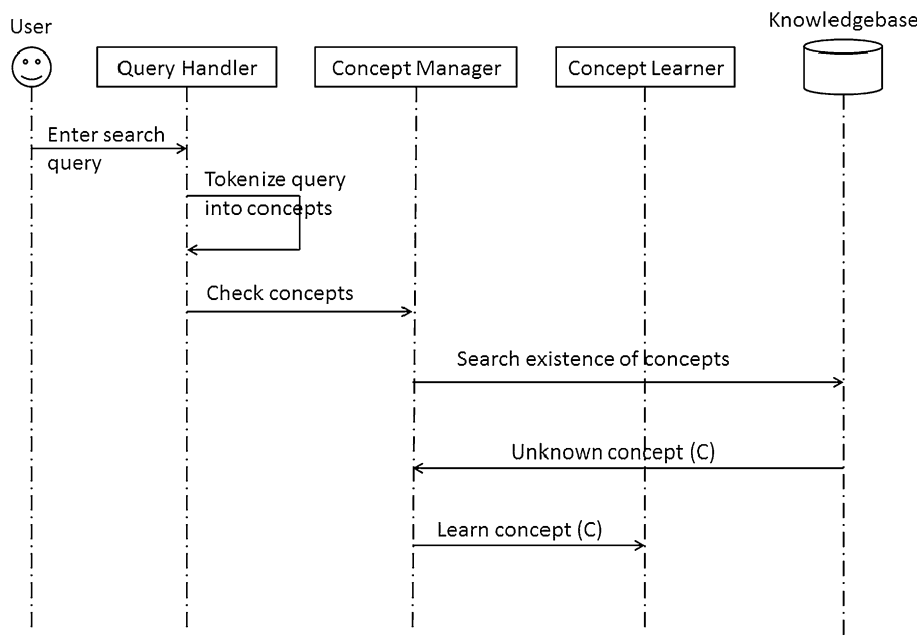 User
Knowledgebase
Query Handler
Concept Manager
Concept Learner
Enter search
query
Tokenize query
into concepts
Check concepts
Search existence of concepts
Unknown concept (C)
Learn concept (C)